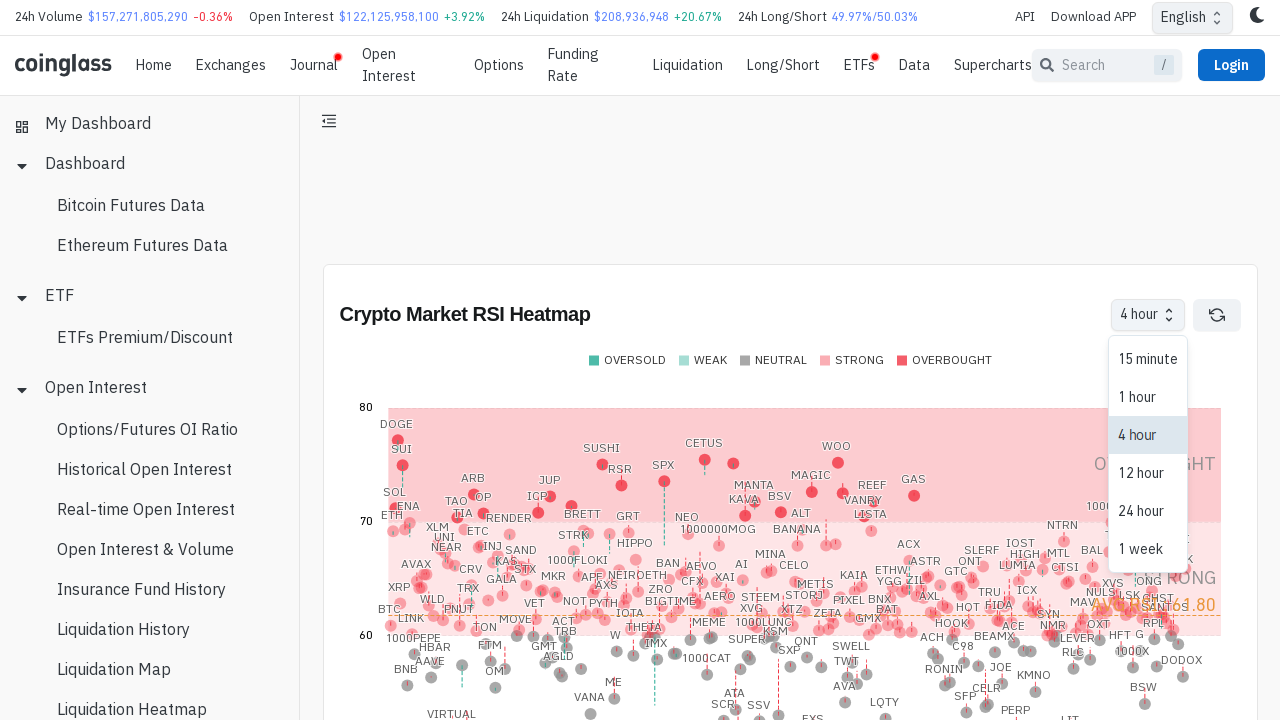 24h Volume $157,271,805,290 -0.36% Open Interest $122,125,958,100 +3.92% 24h Liquidation $208,936,948 +20.67% 24h Long/Short 49.97%/50.03% API Download APP English
coinglass Home Exchanges Journal Open Interest Options Funding Rate Liquidation Long/Short ETFs Data Supercharts Search / Login
My Dashboard
Dashboard
Bitcoin Futures Data
Ethereum Futures Data
ETF
ETFs Premium/Discount
Open Interest
Options/Futures OI Ratio
Historical Open Interest
Real-time Open Interest
Open Interest & Volume
Insurance Fund History
Liquidation History
Liquidation Map
Liquidation Heatmap
Crypto Market RSI Heatmap
4 hour
15 minute
1 hour
4 hour
12 hour
24 hour
1 week
OVERSOLD WEAK NEUTRAL STRONG OVERBOUGHT
80
DOGE
CETUS
SUI SUSHI WOO
RSR SPX
ARB JUP MAGIC GAS
SOL TAO OP ICP MANTA REEF
ENA KAVA BSV VANRY
ETH TIA RENDER BRETT GRT NEO ALT LISTA
70
XLM ETC STRK 1000000MOG BANANA NTRN
UNI INJ HIPPO ACX IOST BAL
NEAR SAND MINA SLERF HIGH MTL
AVAX KAS 1000FLOKI BAN AEVO AI CELO ASTR ONT LUMIA CTSI
CRV STX MKR APE NEIROETH CFX XAI KAIA ETHW GTC
XRP TRX GALA AXS ZRO METIS YGG ZIL XVS
WLD NOT PYTH BIGTIME AERO STEEM STORJ PIXEL BNX AXL TRU ICX
BTC PNUT VET IOTA XVG XTZ ZETA BAT HOT FIDA SANTOS
LINK MOVE ACT MEME 1000LUNC GMX HOOK SYN
TON TRB THETA KSM ACE NMR OXT RPL
60
1000PEPE W SUPER ACH BEAMX LEVER HFT G
HBAR FTM GMT IMX SXP QNT SWELL C98 RLC 1000X
AAVE AGLD 1000CAT TWT JOE DODOX
BNB OM RONIN KMNO
ME AVA CELR BSW
VANA ATA SFP
SSV LQTY
VIRTUAL PERP